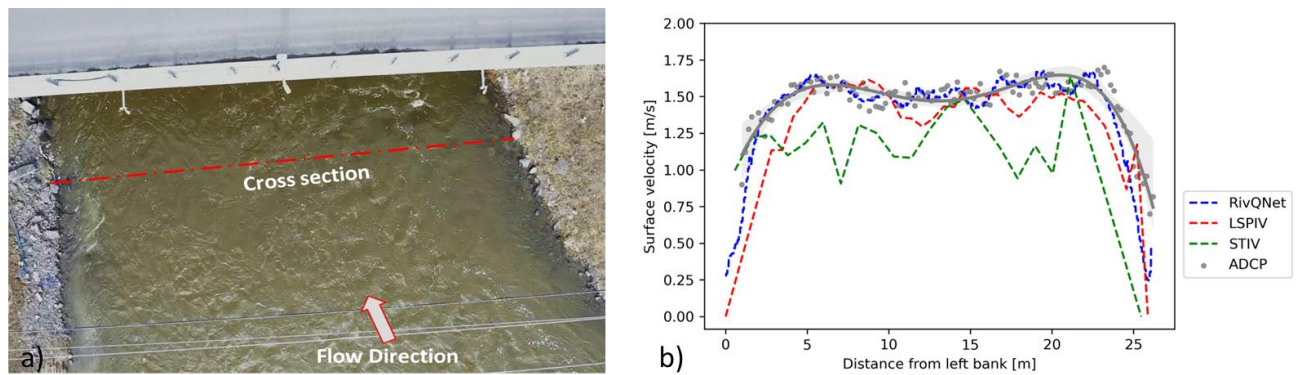 Cross section
Flow Direction
a)
2.00
1.75
1.50
1.25
1.00
0.75
0.50
0.25
0.00
Surface velocity [m/s]
0 5 10 15 20 25
Distance from left bank [m]
RivQNet
LSPIV
STIV
ADCP
b)